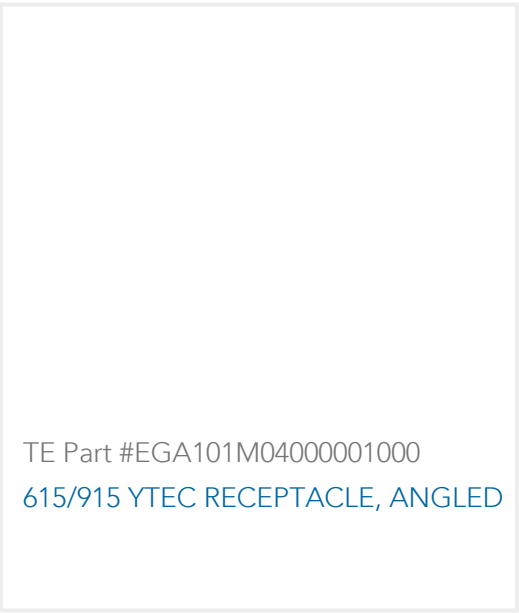 TE Part #EGA101M04000001000
615/915 YTEC RECEPTACLE, ANGLED